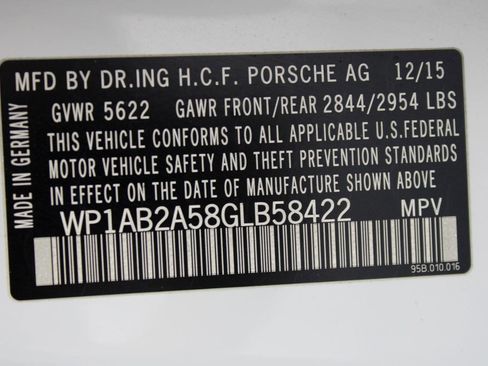 MFD BY DR.ING H.C.F. PORSCHE AG 12/15
GVWR 5622 GAWR FRONT/REAR 2844/2954 LBS
THIS VEHICLE CONFORMS TO ALL APPLICABLE U.S.FEDERAL
MOTOR VEHICLE SAFETY AND THEFT PREVENTION STANDARDS
IN EFFECT ON THE DATE OF MANUFACTURE SHOWN ABOVE
WP1AB2A58GLB58422 MPV
95B.010.016
MADE IN GERMANY